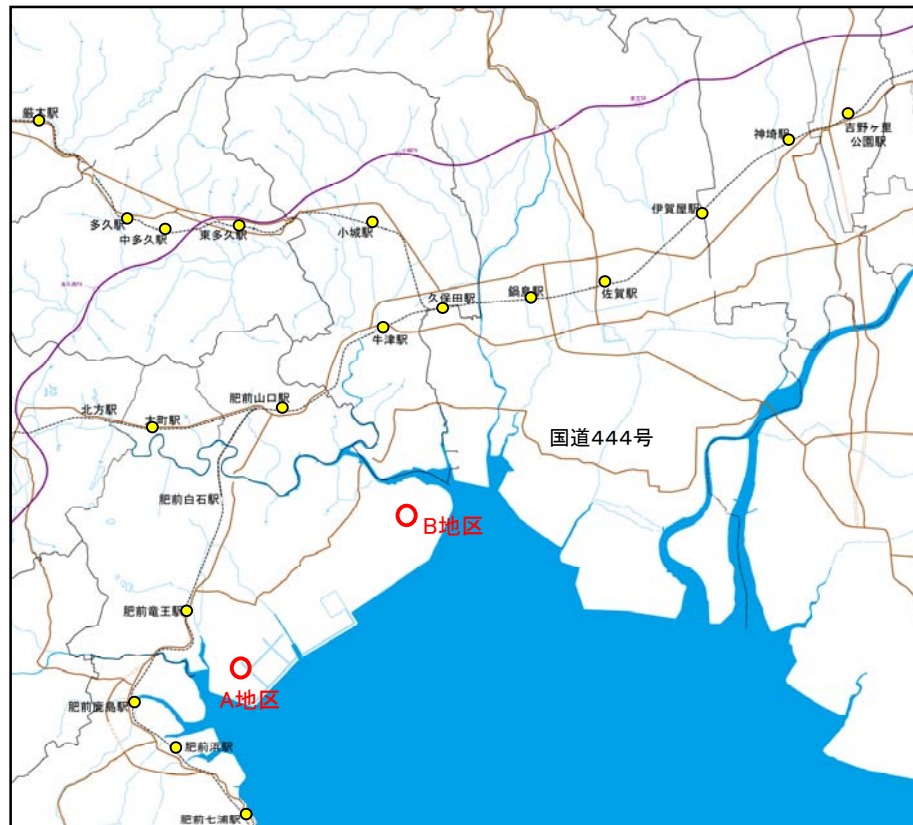 厳木駅
多久駅
中多久駅
東多久駅
小城駅
久保田駅
牛津駅
鍋島駅
佐賀駅
伊賀屋駅
神埼駅
吉野ヶ里
公園駅
北方駅
大町駅
肥前山口駅
肥前白石駅
国道444号
B地区
肥前竜王駅
A地区
肥前鹿島駅
肥前浜駅
肥前七浦駅